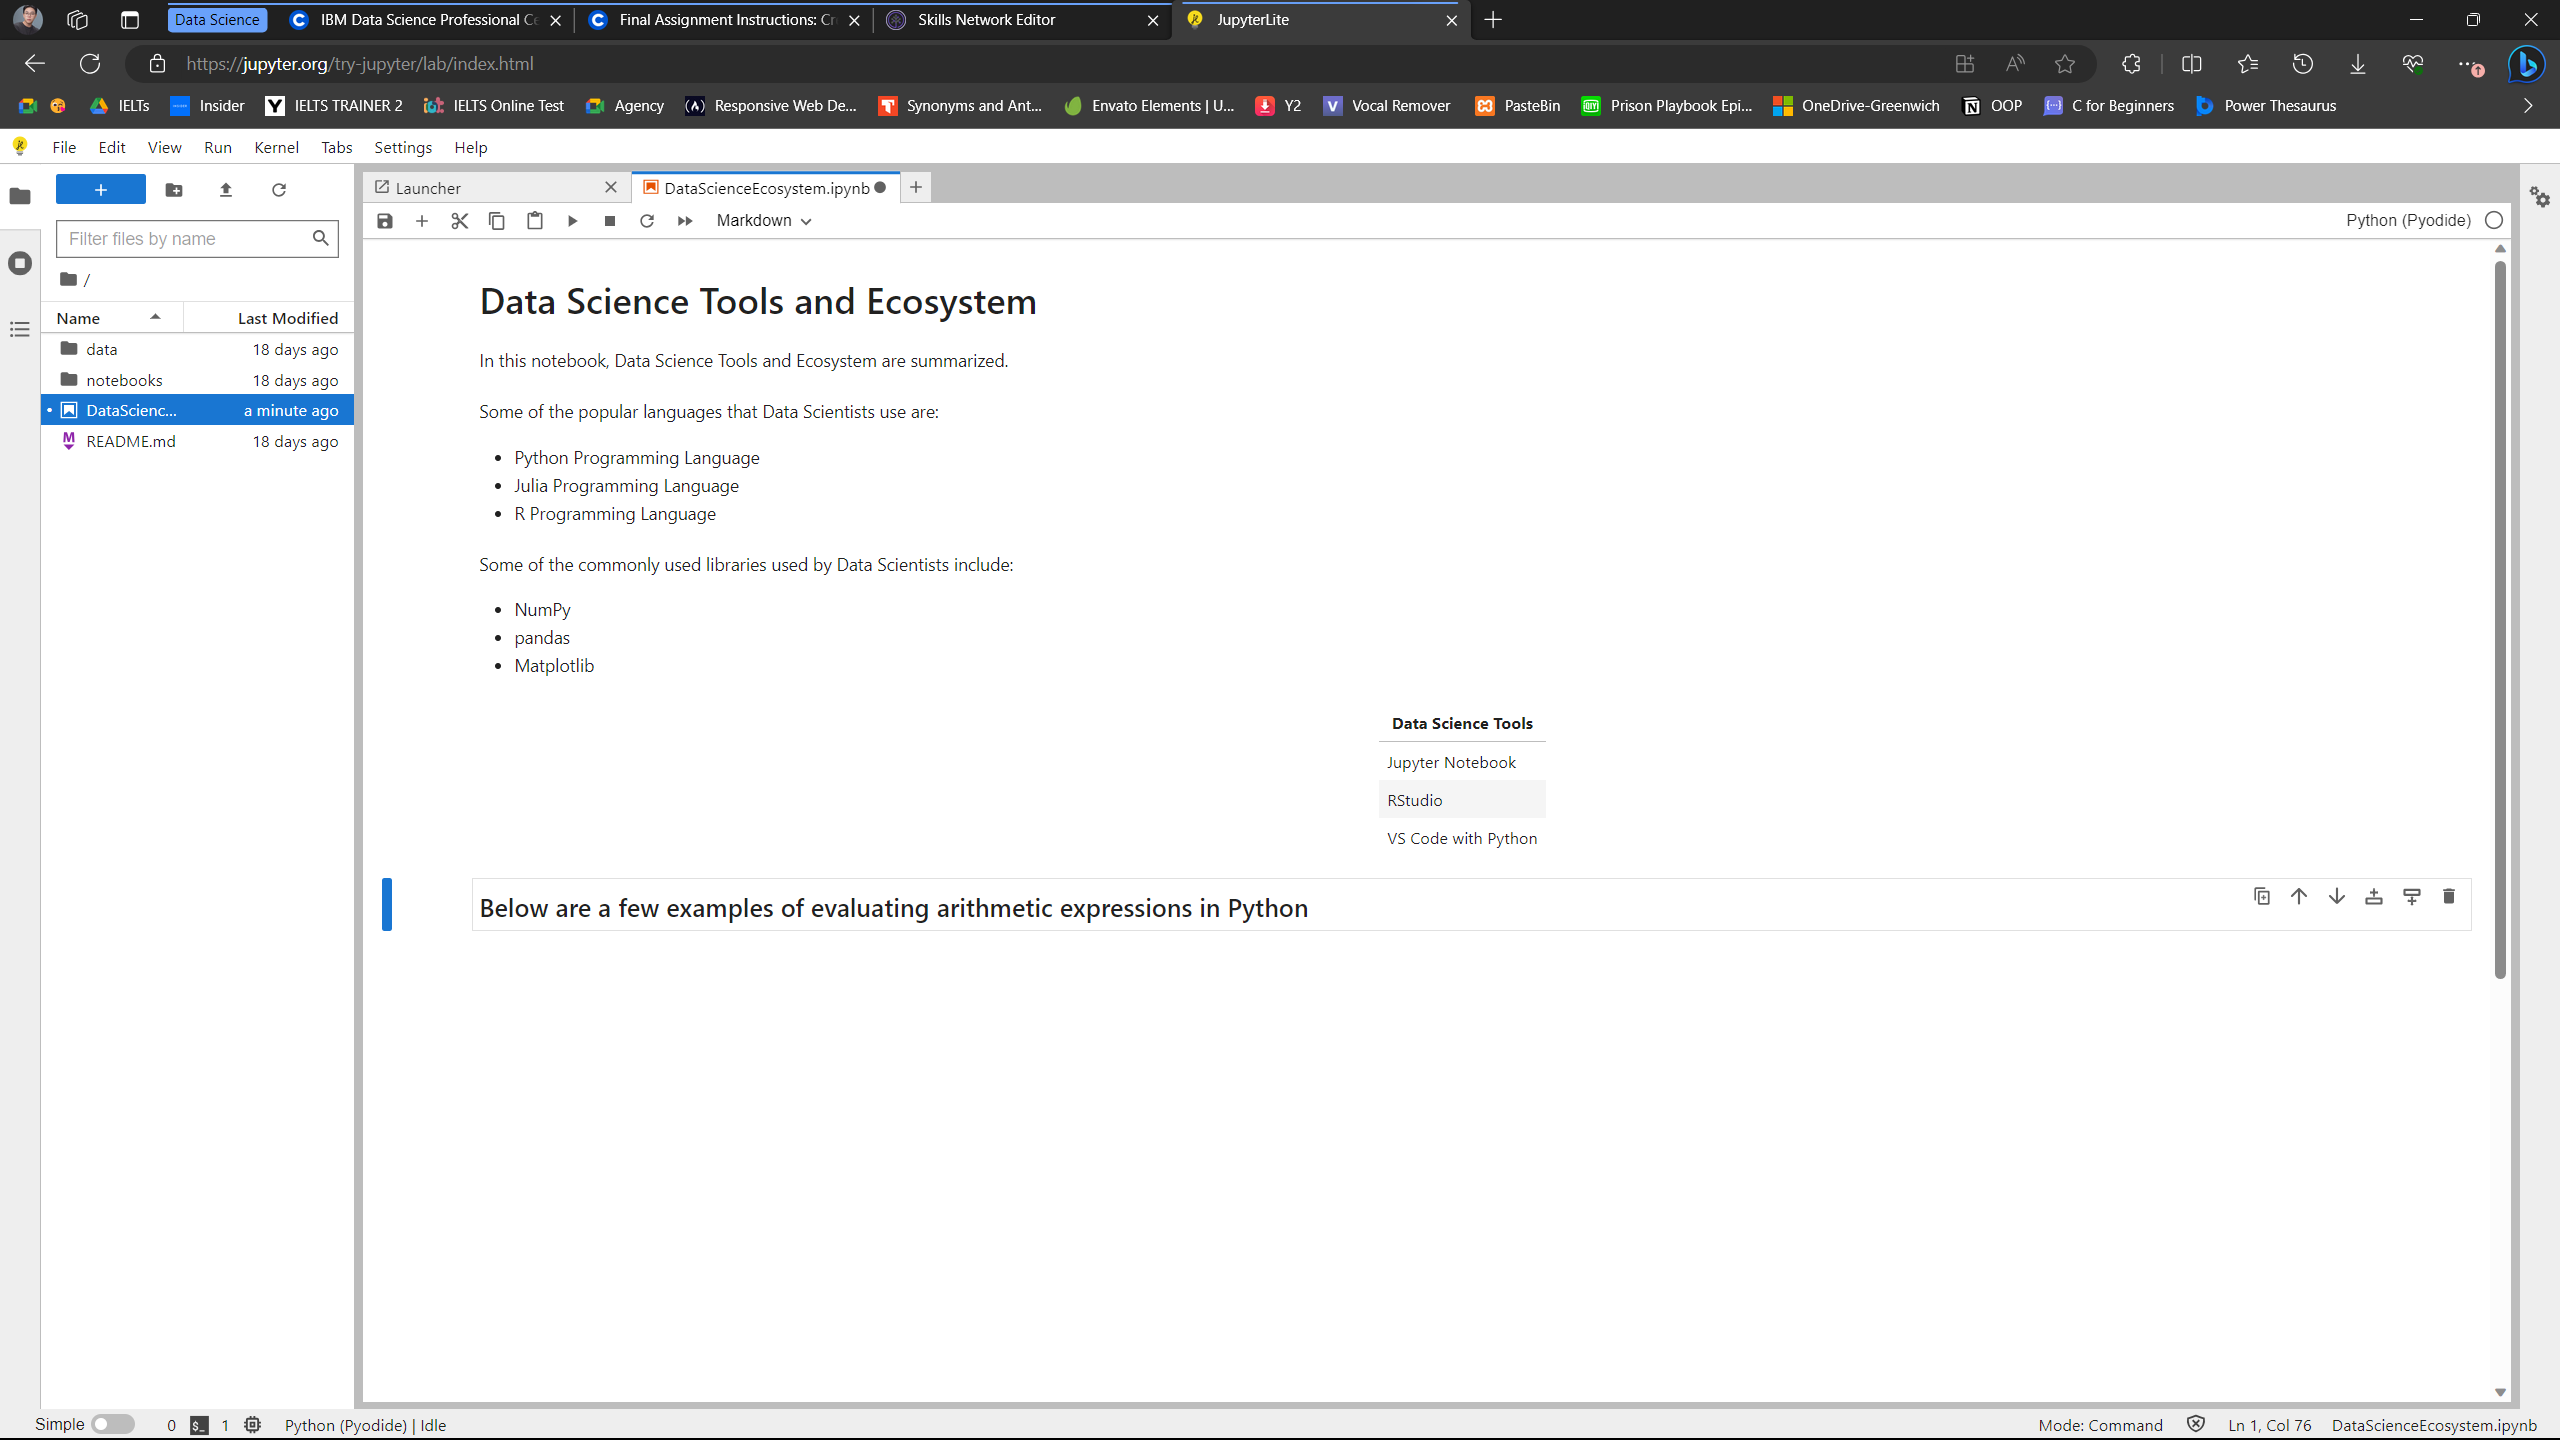 Data Science
IBM Data Science Professional Ce
Final Assignment Instructions: Cr
Skills Network Editor
JupyterLite
https://jupyter.org/try-jupyter/lab/index.html
IELTs
Insider
IELTS TRAINER 2
IELTS Online Test
Agency
Responsive Web De...
Synonyms and Ant...
Envato Elements | U...
Y2
Vocal Remover
PasteBin
Prison Playbook Epi...
OneDrive-Greenwich
OOP
C for Beginners
Power Thesaurus
File Edit View Run Kernel Tabs Settings Help
Launcher
DataScienceEcosystem.ipynb
Markdown
Python (Pyodide)
Filter files by name
/
Name Last Modified
data 18 days ago
notebooks 18 days ago
DataScienc... a minute ago
README.md 18 days ago
Data Science Tools and Ecosystem
In this notebook, Data Science Tools and Ecosystem are summarized.
Some of the popular languages that Data Scientists use are:
• Python Programming Language
• Julia Programming Language
• R Programming Language
Some of the commonly used libraries used by Data Scientists include:
• NumPy
• pandas
• Matplotlib
Data Science Tools
Jupyter Notebook
RStudio
VS Code with Python
Below are a few examples of evaluating arithmetic expressions in Python
Simple 0 1 Python (Pyodide) | Idle
Mode: Command Ln 1, Col 76 DataScienceEcosystem.ipynb